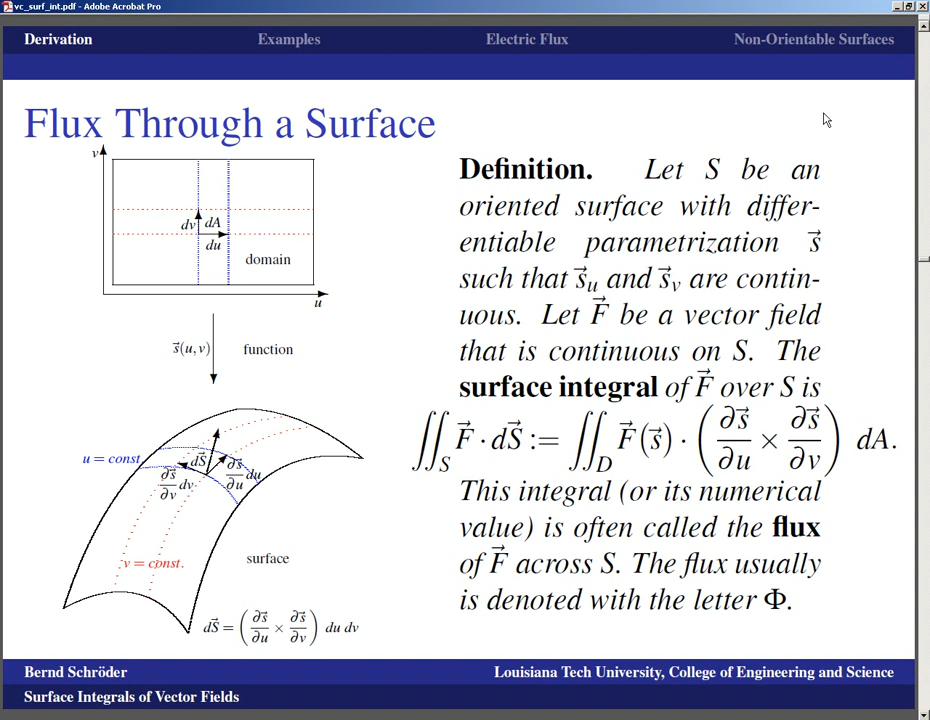 vc_surf_int.pdf - Adobe Acrobat Pro
Derivation Examples Electric Flux Non-Orientable Surfaces
Flux Through a Surface
v
dv dA
du
domain
u
s⃗(u,v) function
u = const.
dS⃗
∂s⃗/∂u du
∂s⃗/∂v dv
v = const.
surface
dS⃗ = (∂s⃗/∂u × ∂s⃗/∂v) du dv
Definition. Let S be an
oriented surface with differ-
entiable parametrization s⃗
such that s⃗_u and s⃗_v are contin-
uous. Let F⃗ be a vector field
that is continuous on S. The
surface integral of F⃗ over S is
∬_S F⃗ · dS⃗ := ∬_D F⃗(s⃗) · (∂s⃗/∂u × ∂s⃗/∂v) dA.
This integral (or its numerical
value) is often called the flux
of F⃗ across S. The flux usually
is denoted with the letter Φ.
Bernd Schröder Louisiana Tech University, College of Engineering and Science
Surface Integrals of Vector Fields